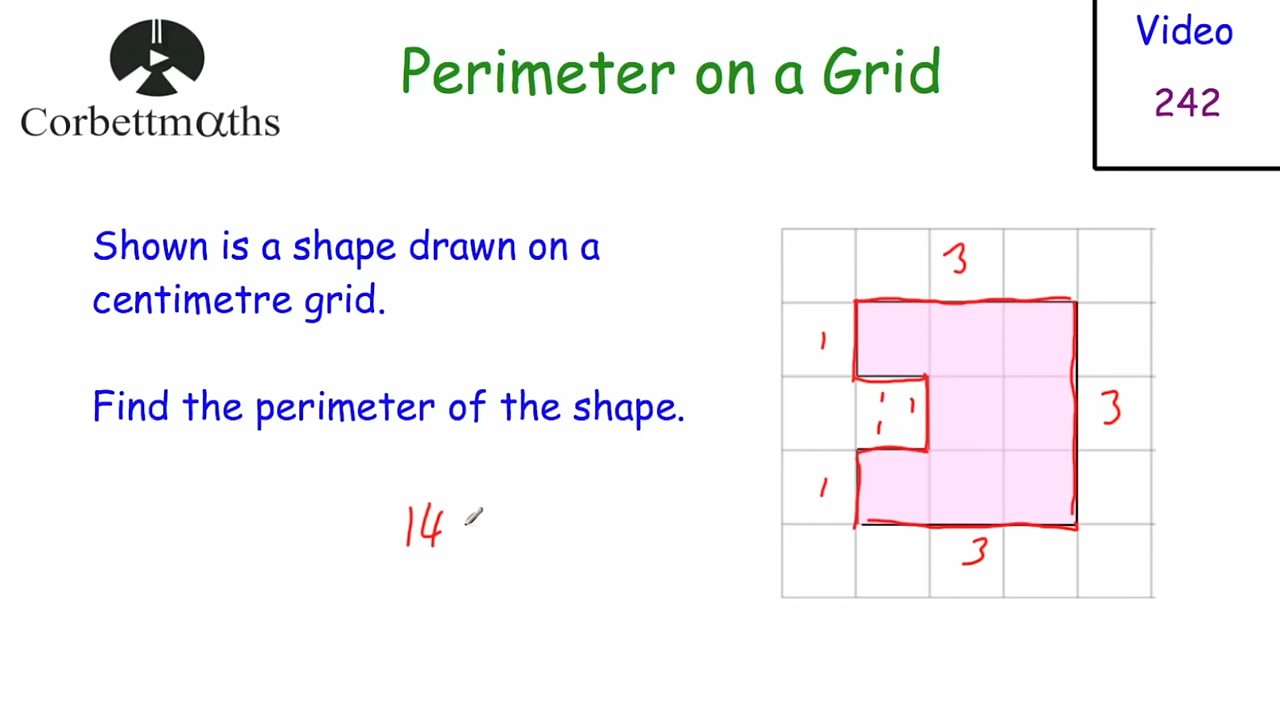 Corbettmαths
Perimeter on a Grid
Video
242
Shown is a shape drawn on a
centimetre grid.
Find the perimeter of the shape.
14
3
1
1
1
1
3
1
3